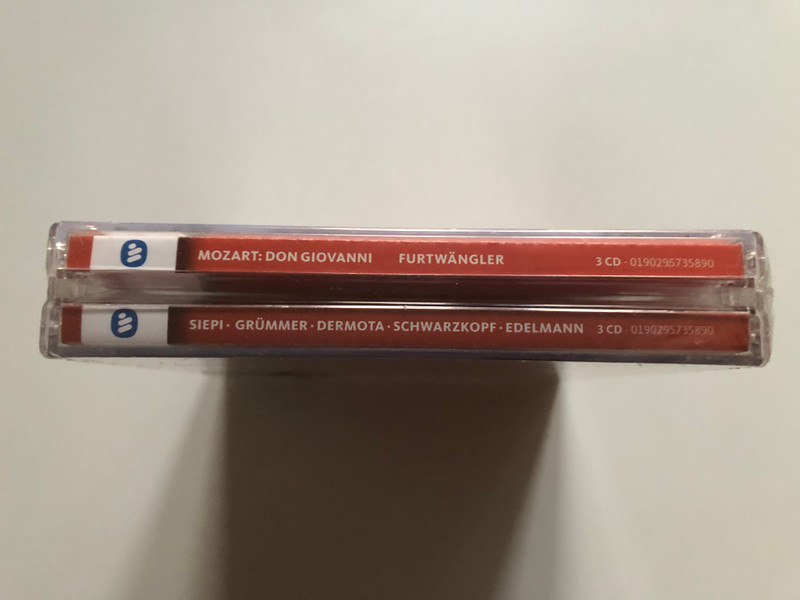 MOZART: DON GIOVANNI FURTWÄNGLER 3 CD · 0190295735890
SIEPI · GRÜMMER · DERMOTA · SCHWARZKOPF · EDELMANN 3 CD · 0190295735890